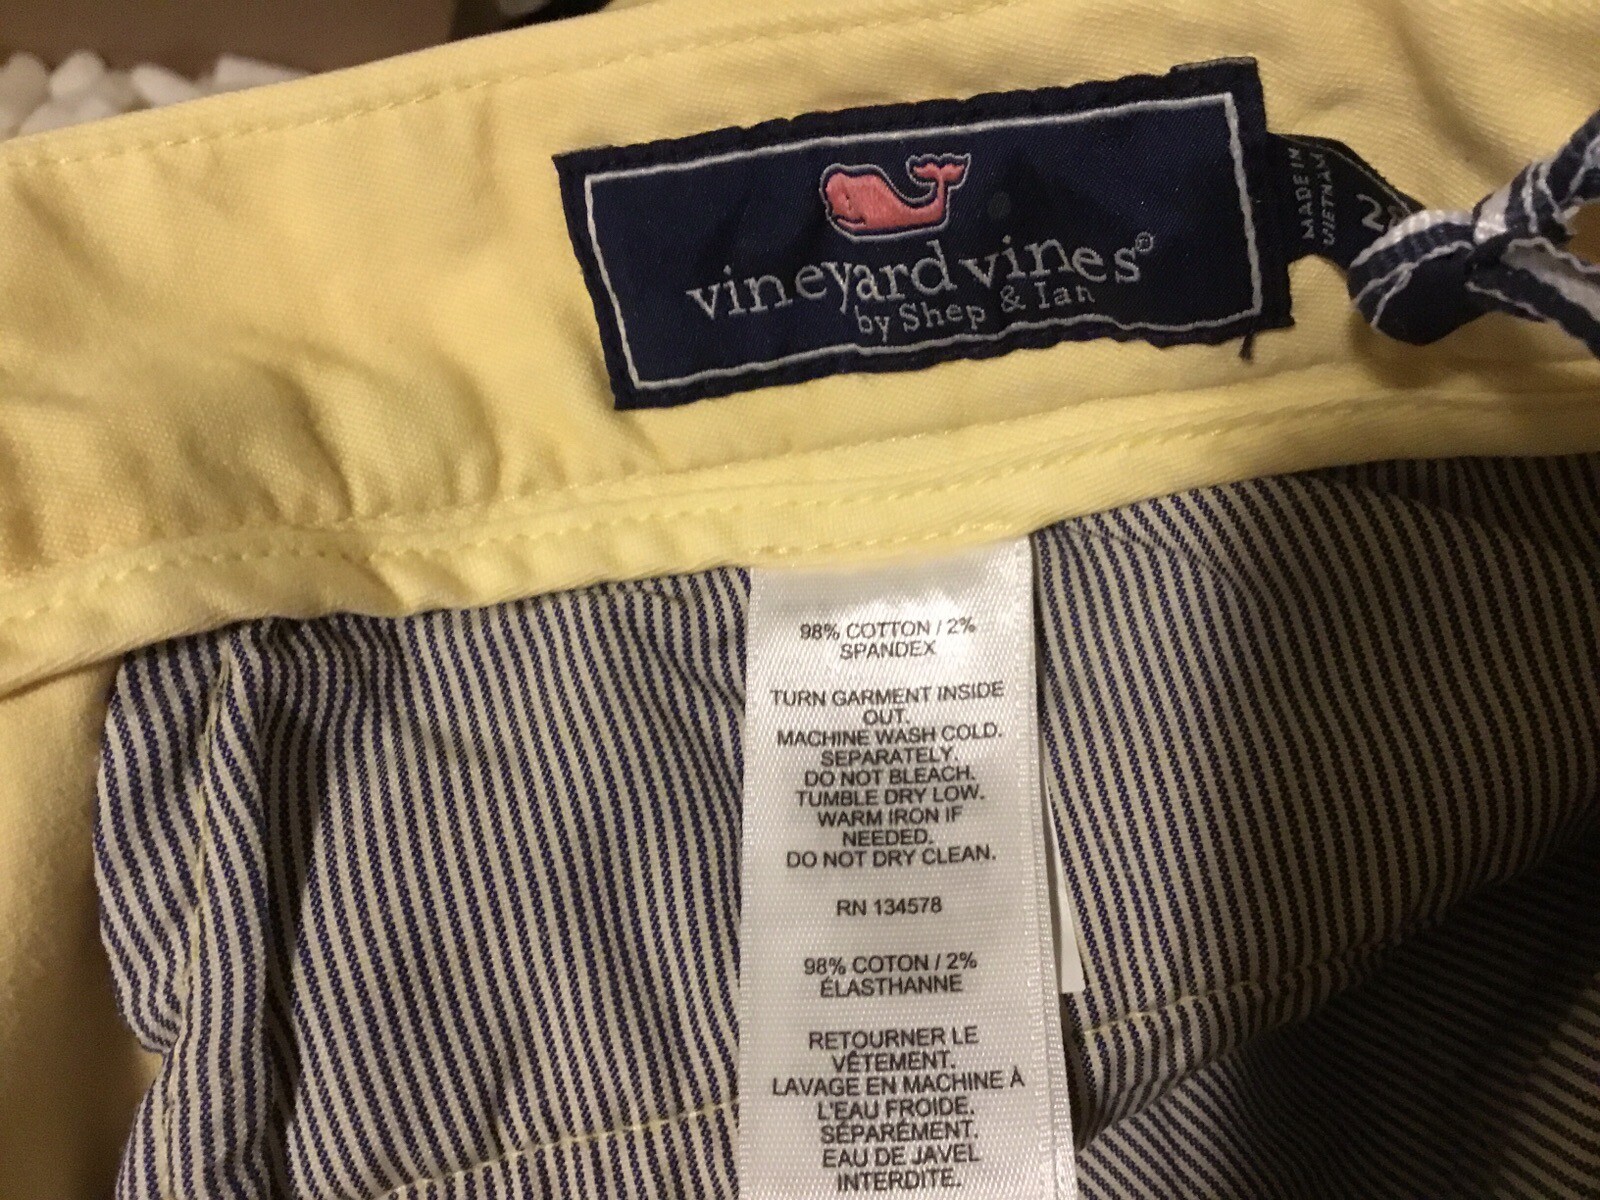 vineyard vines®
by Shep & Ian
MADE IN
VIETNAM
98% COTTON / 2%
SPANDEX
TURN GARMENT INSIDE
OUT.
MACHINE WASH COLD.
SEPARATELY.
DO NOT BLEACH.
TUMBLE DRY LOW.
WARM IRON IF
NEEDED.
DO NOT DRY CLEAN.
RN 134578
98% COTON / 2%
ÉLASTHANNE
RETOURNER LE
VÊTEMENT.
LAVAGE EN MACHINE À
L'EAU FROIDE.
SÉPARÉMENT.
EAU DE JAVEL
INTERDITE.